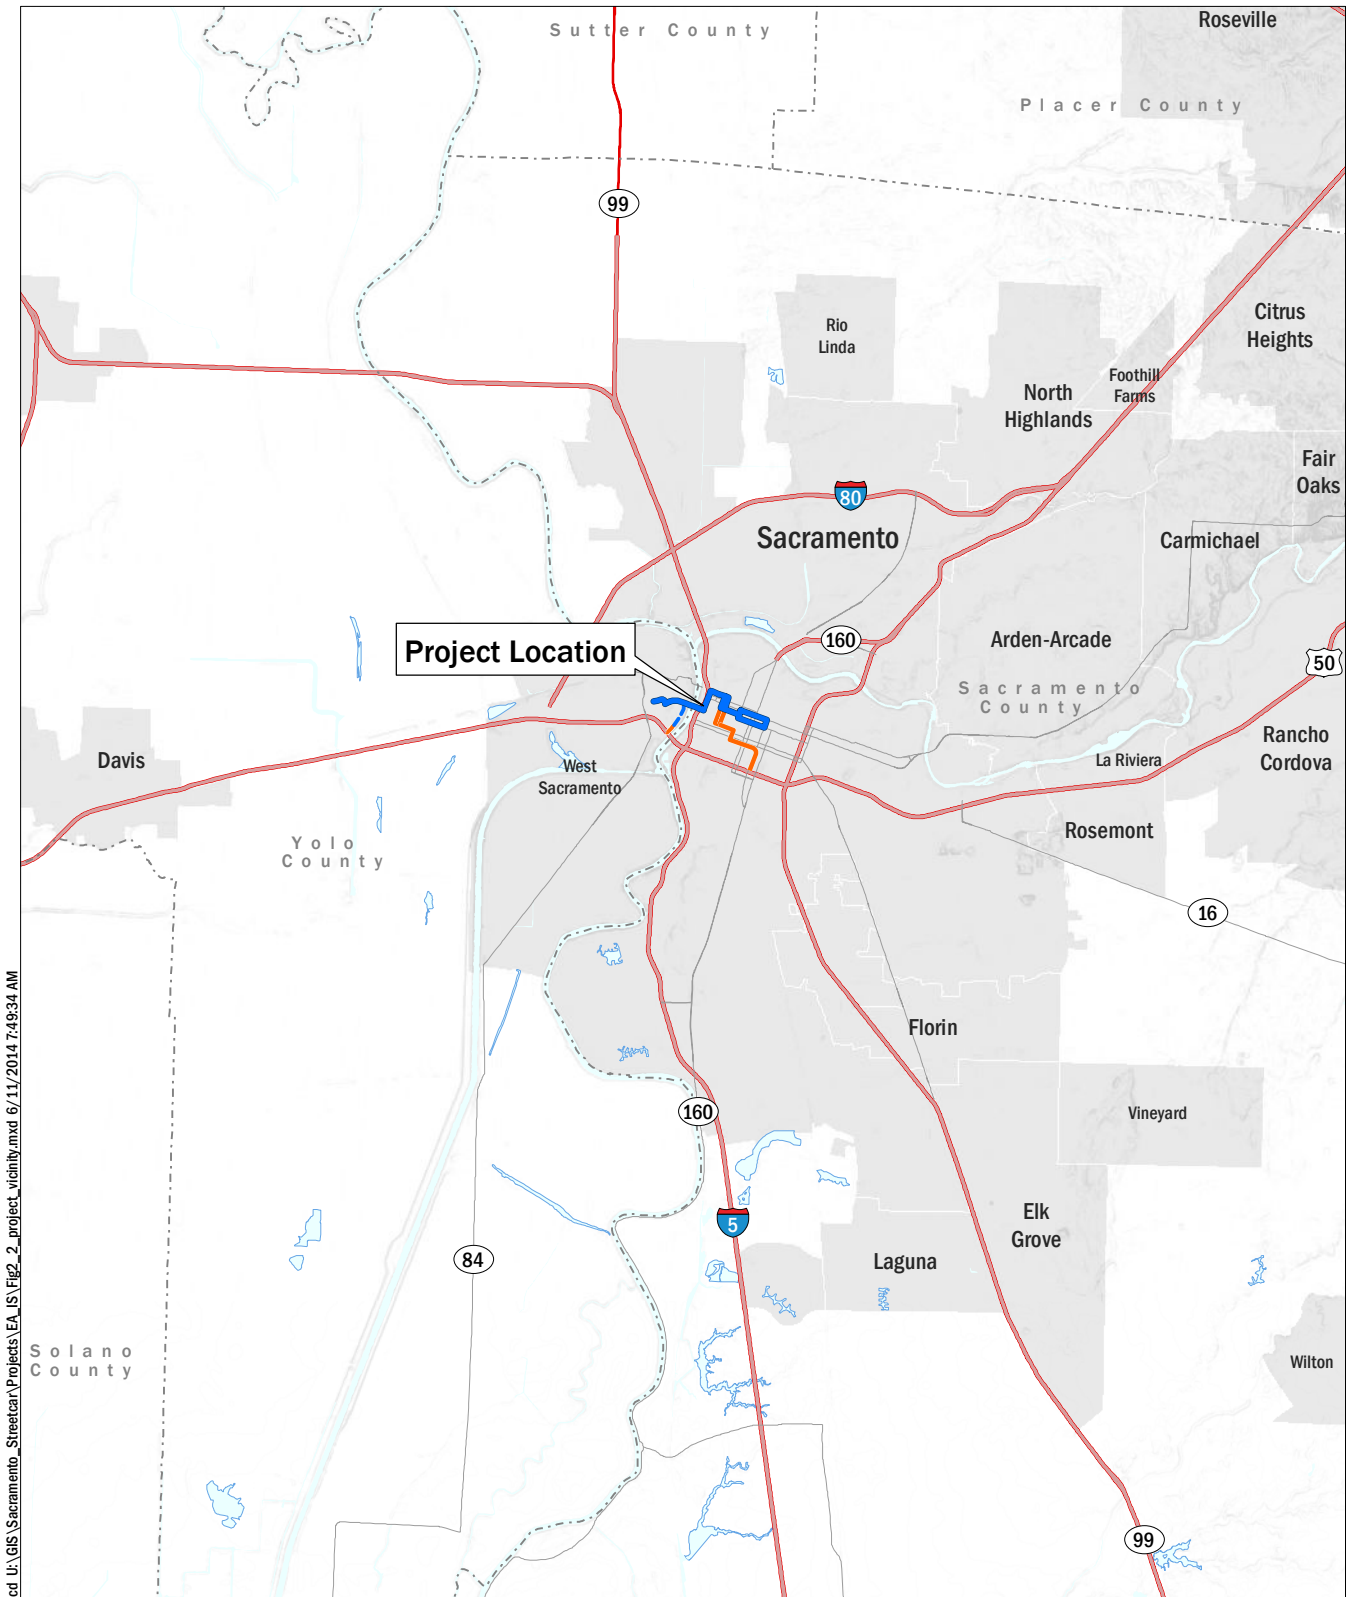 Roseville
Sutter County
Placer County
99
Citrus
Heights
Rio
Linda
Foothill
Farms
North
Highlands
Fair
Oaks
80
Sacramento
Carmichael
Project Location
160
Arden-Arcade
50
Sacramento
County
Rancho
Cordova
Davis
La Riviera
West
Sacramento
Rosemont
Yolo
County
16
Florin
160
Vineyard
5
Elk
Grove
84
Laguna
Solano
County
Wilton
99
cd U:\GIS\Sacramento_Streetcar\Projects\EA_IS\Fig2_2_project_vicinity.mxd 6/11/2014 7:49:34 AM